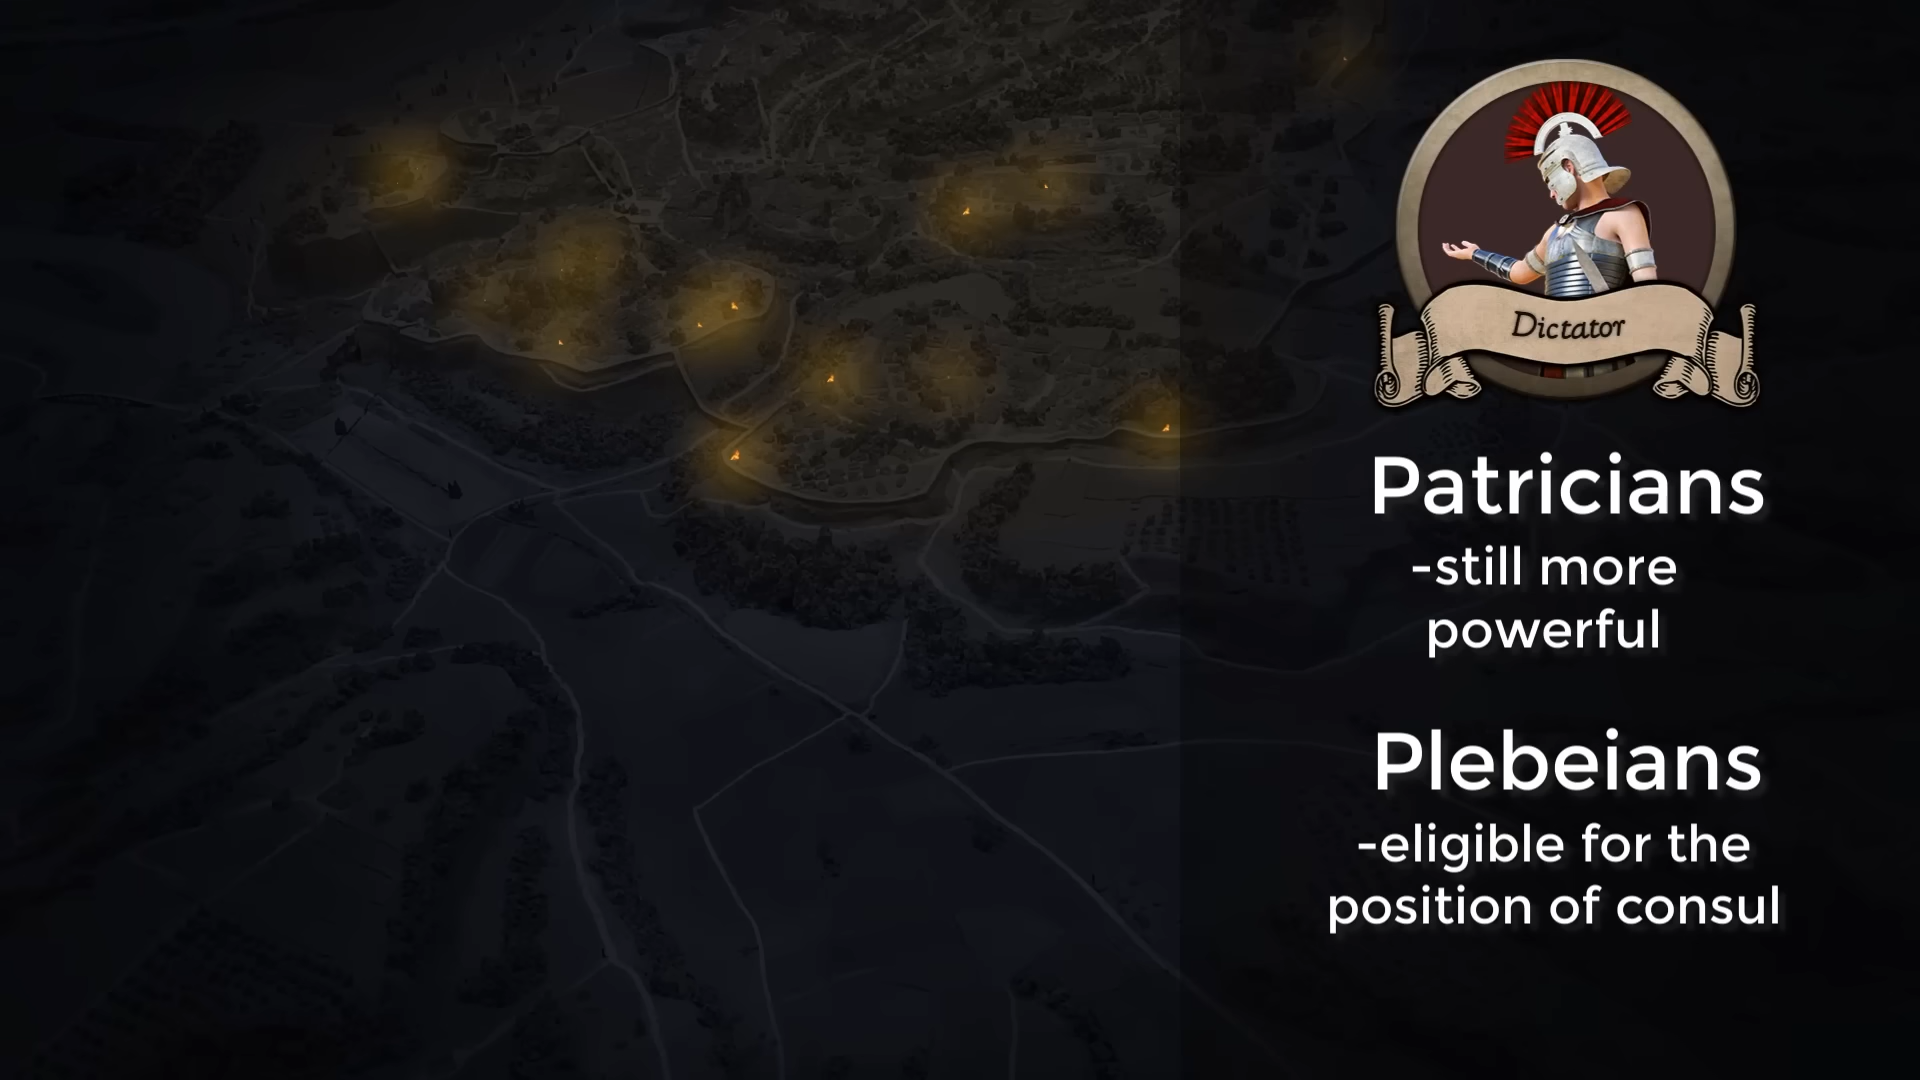 Dictator
Patricians
-still more
powerful
Plebeians
-eligible for the
position of consul